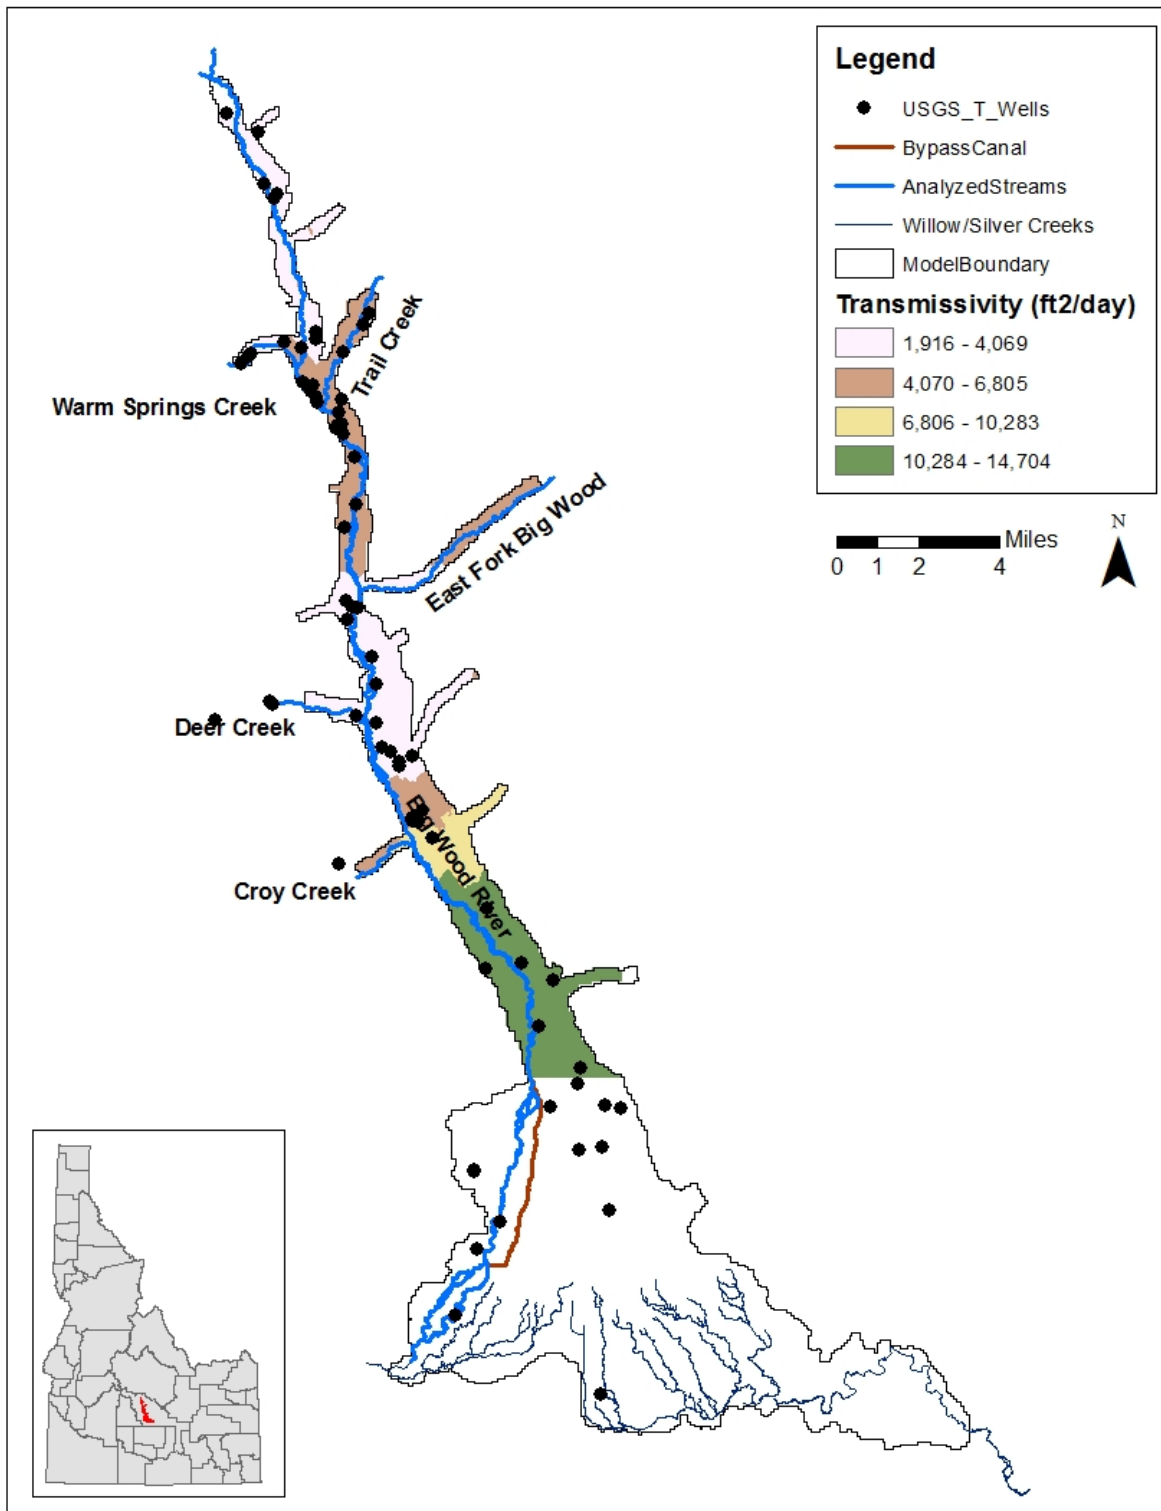 Legend
USGS_T_Wells
BypassCanal
AnalyzedStreams
Willow/Silver Creeks
ModelBoundary
Transmissivity (ft2/day)
1,916 - 4,069
4,070 - 6,805
6,806 - 10,283
10,284 - 14,704
Miles
0 1 2 4
N
Trail Creek
Warm Springs Creek
East Fork Big Wood
Deer Creek
Big Wood River
Croy Creek